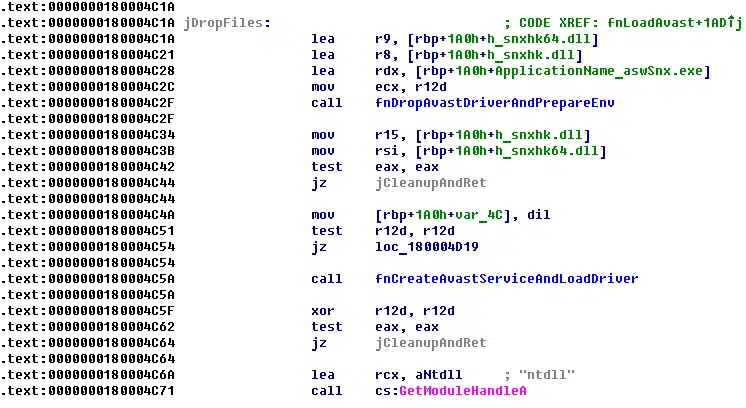 .text:0000000180004C1A
.text:0000000180004C1A jDropFiles: ; CODE XREF: fnLoadAvast+1AD↑j
.text:0000000180004C1A lea r9, [rbp+1A0h+h_snxhk64.dll]
.text:0000000180004C21 lea r8, [rbp+1A0h+h_snxhk.dll]
.text:0000000180004C28 lea rdx, [rbp+1A0h+ApplicationName_aswSnx.exe]
.text:0000000180004C2C mov ecx, r12d
.text:0000000180004C2F call fnDropAvastDriverAndPrepareEnv
.text:0000000180004C2F
.text:0000000180004C34 mov r15, [rbp+1A0h+h_snxhk.dll]
.text:0000000180004C3B mov rsi, [rbp+1A0h+h_snxhk64.dll]
.text:0000000180004C42 test eax, eax
.text:0000000180004C44 jz jCleanupAndRet
.text:0000000180004C44
.text:0000000180004C4A mov [rbp+1A0h+var_4C], dil
.text:0000000180004C51 test r12d, r12d
.text:0000000180004C54 jz loc_180004D19
.text:0000000180004C54
.text:0000000180004C5A call fnCreateAvastServiceAndLoadDriver
.text:0000000180004C5A
.text:0000000180004C5F xor r12d, r12d
.text:0000000180004C62 test eax, eax
.text:0000000180004C64 jz jCleanupAndRet
.text:0000000180004C64
.text:0000000180004C6A lea rcx, aNtdll ; "ntdll"
.text:0000000180004C71 call cs:GetModuleHandleA